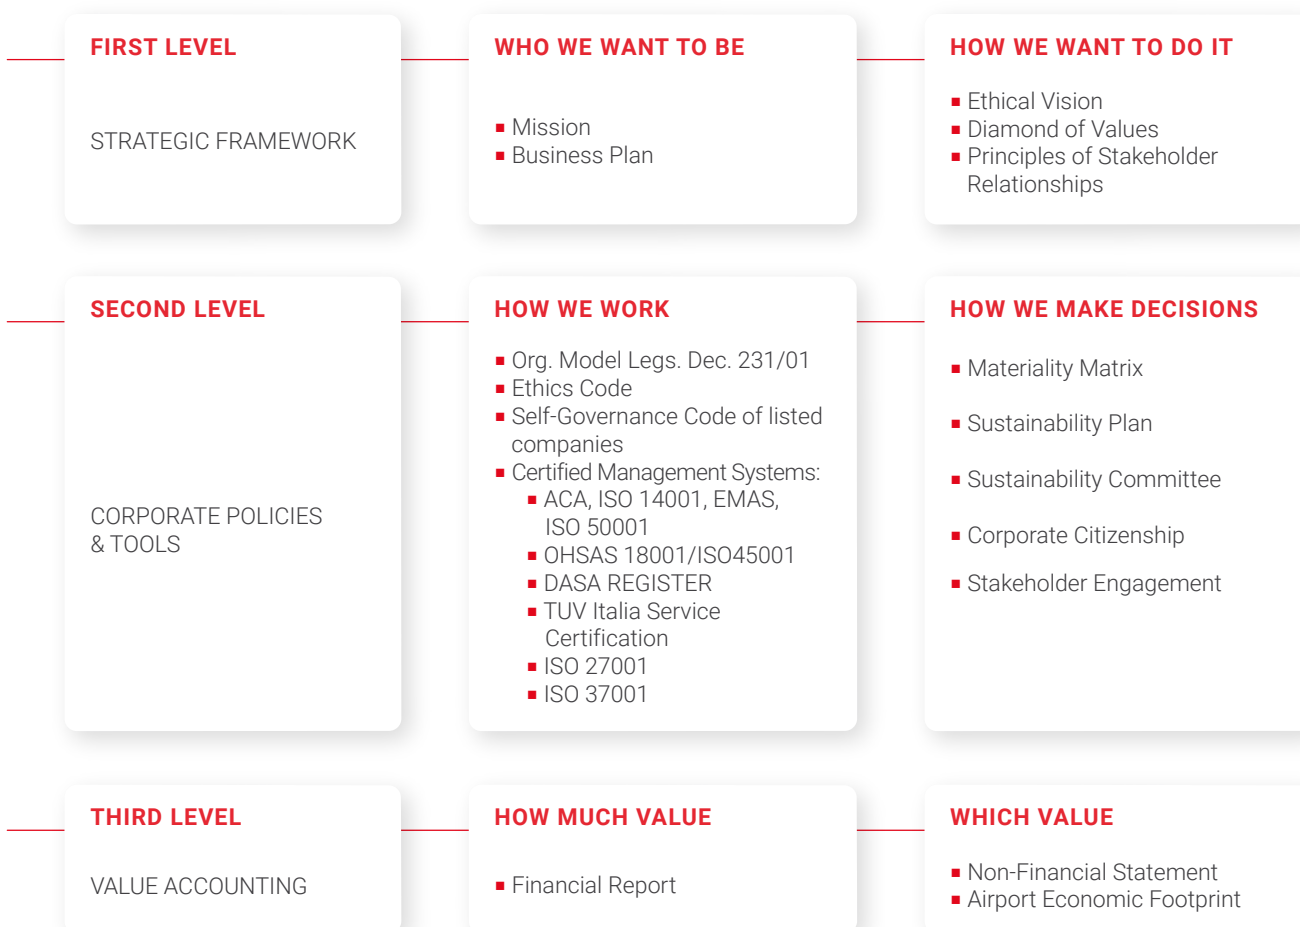 FIRST LEVEL
STRATEGIC FRAMEWORK
WHO WE WANT TO BE
Mission
Business Plan
HOW WE WANT TO DO IT
Ethical Vision
Diamond of Values
Principles of Stakeholder
Relationships
SECOND LEVEL
CORPORATE POLICIES
& TOOLS
HOW WE WORK
Org. Model Legs. Dec. 231/01
Ethics Code
Self-Governance Code of listed
companies
Certified Management Systems:
ACA, ISO 14001, EMAS,
ISO 50001
OHSAS 18001/ISO45001
DASA REGISTER
TUV Italia Service
Certification
ISO 27001
ISO 37001
HOW WE MAKE DECISIONS
Materiality Matrix
Sustainability Plan
Sustainability Committee
Corporate Citizenship
Stakeholder Engagement
THIRD LEVEL
VALUE ACCOUNTING
HOW MUCH VALUE
Financial Report
WHICH VALUE
Non-Financial Statement
Airport Economic Footprint